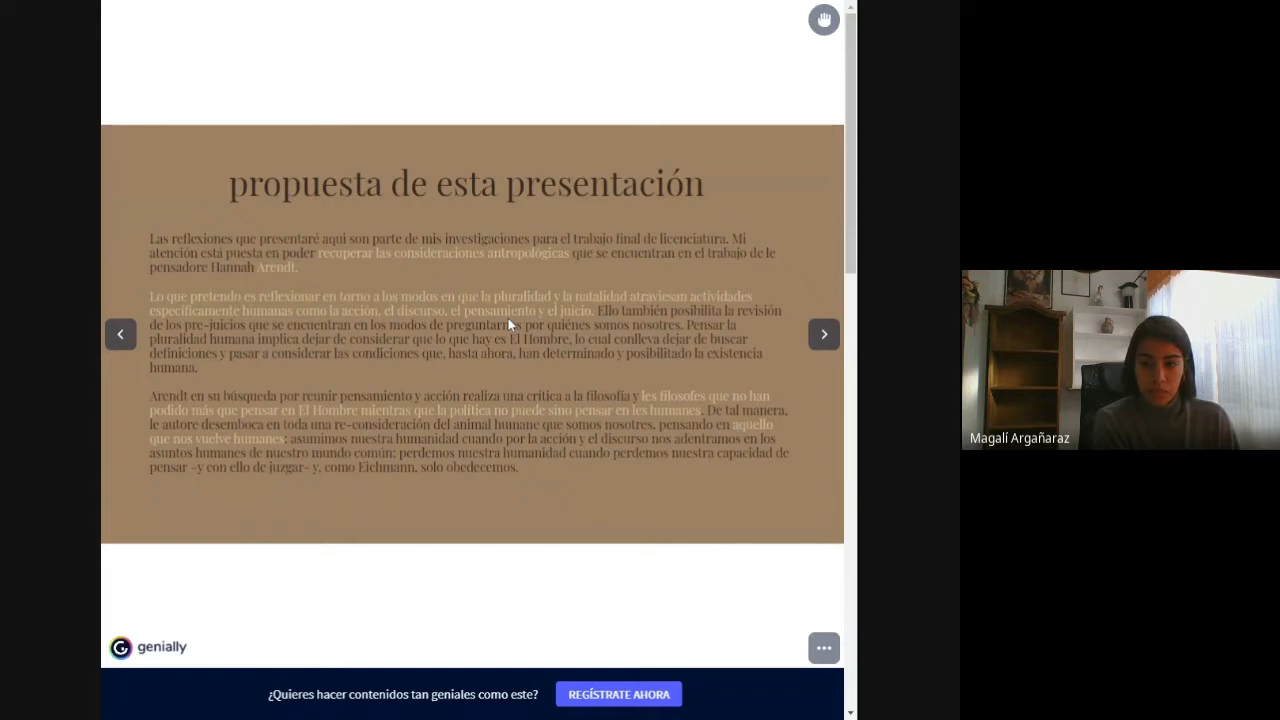 propuesta de esta presentación
Las reflexiones que presentaré aquí son parte de mis investigaciones para el trabajo final de licenciatura. Mi
atención está puesta en poder recuperar las consideraciones antropológicas que se encuentran en el trabajo de le
pensadore Hannah Arendt.
Lo que pretendo es reflexionar en torno a los modos en que la pluralidad y la natalidad atraviesan actividades
específicamente humanas como la acción, el discurso, el pensamiento y el juicio. Ello también posibilita la revisión
de los pre-juicios que se encuentran en los modos de preguntarnos por quiénes somos nosotres. Pensar la
pluralidad humana implica dejar de considerar que lo que hay es El Hombre, lo cual conlleva dejar de buscar
definiciones y pasar a considerar las condiciones que, hasta ahora, han determinado y posibilitado la existencia
humana.
Arendt en su búsqueda por reunir pensamiento y acción realiza una crítica a la filosofía y les filosofes que no han
podido más que pensar en El Hombre mientras que la política no puede sino pensar en les humanes. De tal manera,
le autore desemboca en toda una re-consideración del animal humane que somos nosotres, pensando en aquello
que nos vuelve humanes: asumimos nuestra humanidad cuando por la acción y el discurso nos adentramos en los
asuntos humanes de nuestro mundo común; perdemos nuestra humanidad cuando perdemos nuestra capacidad de
pensar -y con ello de juzgar- y, como Eichmann, solo obedecemos.
Magalí Argañaraz
genially
¿Quieres hacer contenidos tan geniales como este? REGÍSTRATE AHORA